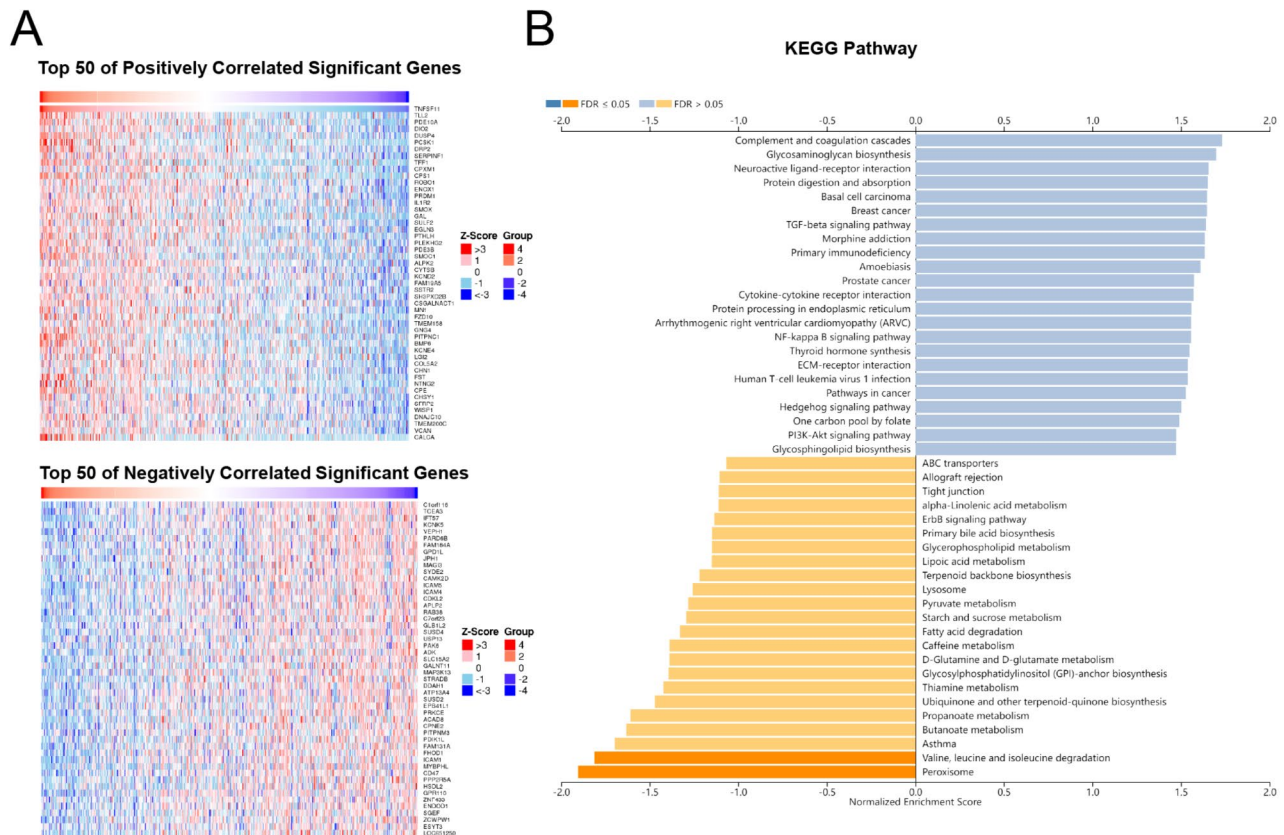 A
B
Top 50 of Positively Correlated Significant Genes
TNFSF11
TLL2
PDE10A
DIO2
DUSP4
PCSK1
DRP2
SERPINF1
TFF1
CPXM1
CPS1
ROBO1
ENOX1
PRDM1
IL1R2
SMOX
GAL
SULF2
EGLN3
PTHLH
PLEKHG2
PDE3B
SMOC1
ALPK2
KCND2
SSTR2
SH3PXD2B
CSGALNACT1
MN1
FZD10
TMEM158
GNG4
PITPNC1
BMP8
KCNE4
LGI2
COL5A2
CHN1
FST
NTNG2
CPE
CHSY1
SFRP2
WISP1
DNAJC10
TMEM200C
VCAN
CALCA
Z-Score Group
>3 4
1 2
0 0
-1 -2
<-3 -4
Top 50 of Negatively Correlated Significant Genes
C1orf116
TCEA3
IFT57
KCNK5
VEPH1
PARD6B
GPD1L
JPH1
MAGI3
SYDE2
CAMK2D
ICAM5
ICAM4
CDKL2
APLP2
RAB38
C7orf23
GLB1L2
SUSD4
USP13
PAK6
ADK
GALNT11
MAP2K13
STRADB
DDAH1
ATP13A4
SUSD2
EPB41L1
PRKCE
ACAD8
CPNE2
PITPNM3
PDIK1L
FAM131A
FHOD1
ICAM1
MYBPHL
CD47
PPP2R5A
HSDL2
GPR110
ZNF433
ENDOD1
SGEF
ZCWPW1
ESYT3
Z-Score Group
>3 4
1 2
0 0
-1 -2
<-3 -4
KEGG Pathway
FDR ≤ 0.05 FDR > 0.05
-2.0 -1.5 -1.0 -0.5 0.0 0.5 1.0 1.5 2.0
Complement and coagulation cascades
Glycosaminoglycan biosynthesis
Neuroactive ligand-receptor interaction
Protein digestion and absorption
Basal cell carcinoma
Breast cancer
TGF-beta signaling pathway
Morphine addiction
Primary immunodeficiency
Amoebiasis
Prostate cancer
Cytokine-cytokine receptor interaction
Protein processing in endoplasmic reticulum
Arrhythmogenic right ventricular cardiomyopathy (ARVC)
NF-kappa B signaling pathway
Thyroid hormone synthesis
ECM-receptor interaction
Human T-cell leukemia virus 1 infection
Pathways in cancer
Hedgehog signaling pathway
One carbon pool by folate
PI3K-Akt signaling pathway
Glycosphingolipid biosynthesis
ABC transporters
Allograft rejection
Tight junction
alpha-Linolenic acid metabolism
ErbB signaling pathway
Primary bile acid biosynthesis
Glycerophospholipid metabolism
Lipoic acid metabolism
Terpenoid backbone biosynthesis
Lysosome
Pyruvate metabolism
Starch and sucrose metabolism
Fatty acid degradation
Caffeine metabolism
D-Glutamine and D-glutamate metabolism
Glycosylphosphatidylinositol (GPI)-anchor biosynthesis
Thiamine metabolism
Ubiquinone and other terpenoid-quinone biosynthesis
Propanoate metabolism
Butanoate metabolism
Asthma
Valine, leucine and isoleucine degradation
Peroxisome
-2.0 -1.5 -1.0 -0.5 0.0 0.5 1.0 1.5 2.0
Normalized Enrichment Score